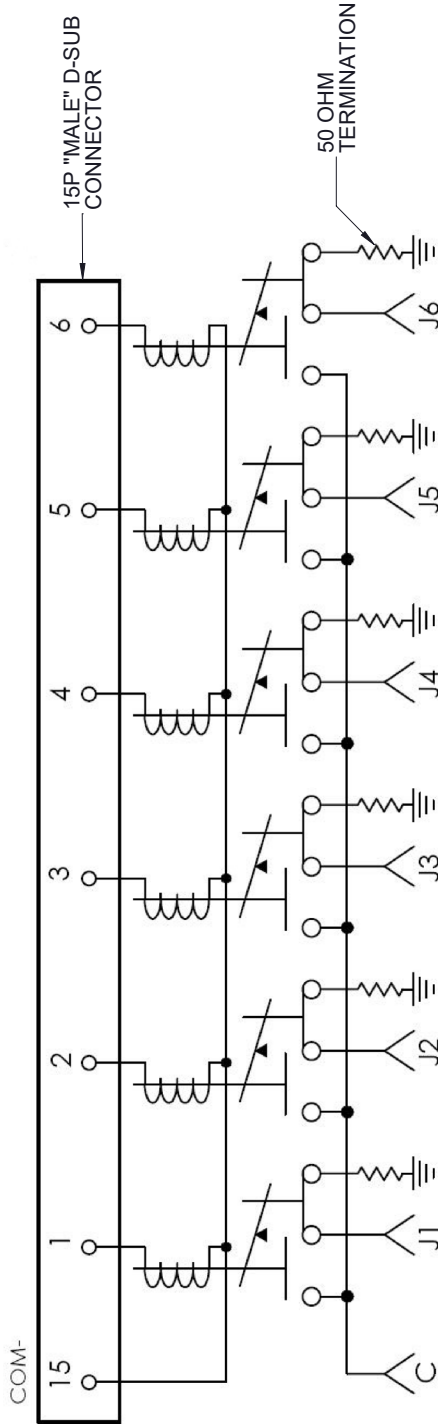 COM-
15 1 2 3 4 5 6
15P "MALE" D-SUB
CONNECTOR
50 OHM
TERMINATION
C J1 J2 J3 J4 J5 J6